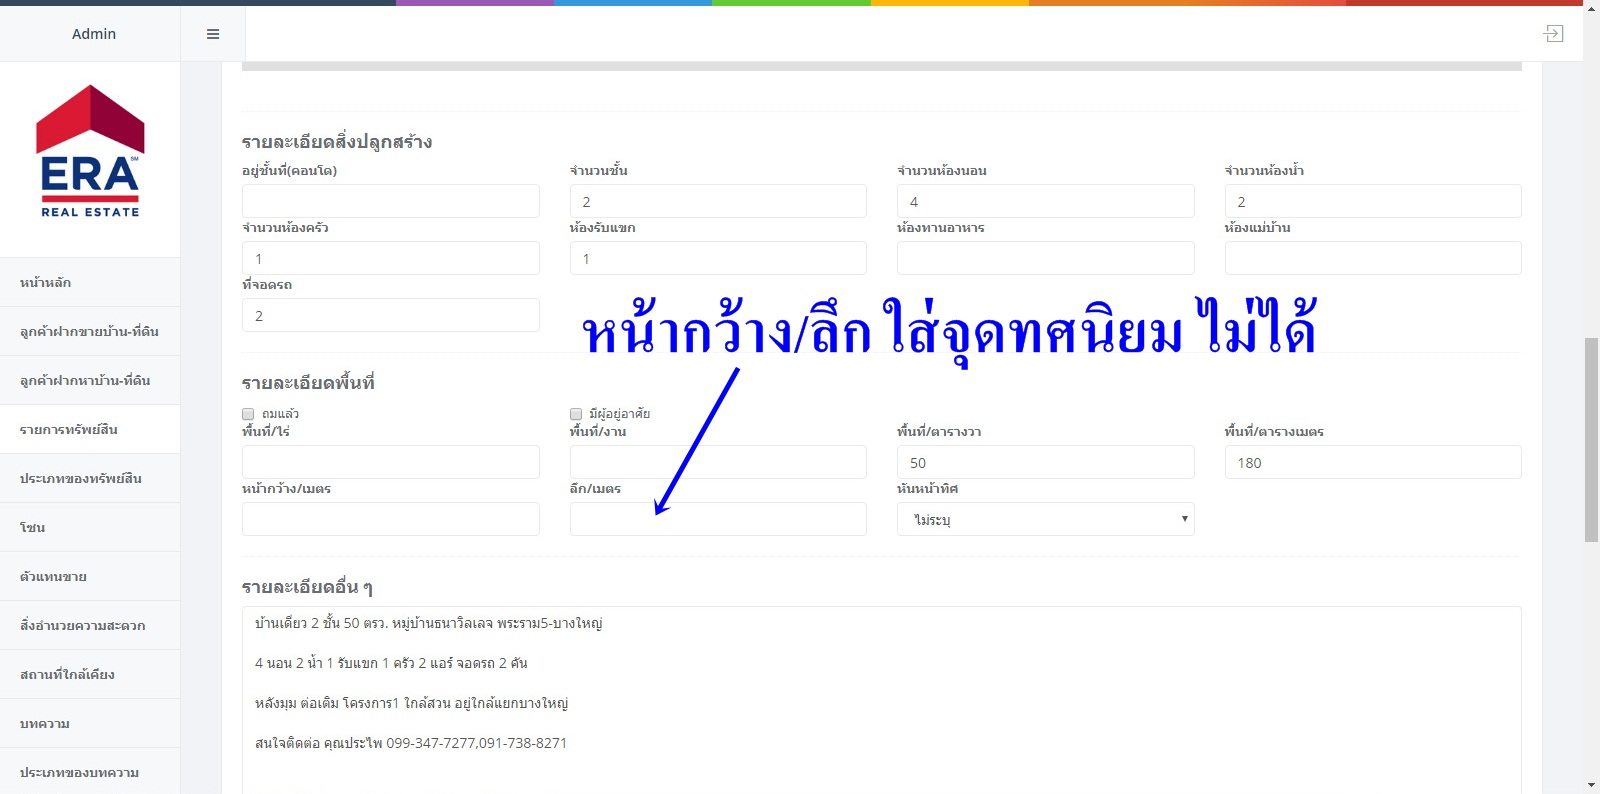 Admin
ERA
SM
REAL ESTATE
หน้าหลัก
ลูกค้าฝากขายบ้าน-ที่ดิน
ลูกค้าฝากหาบ้าน-ที่ดิน
รายการทรัพย์สิน
ประเภทของทรัพย์สิน
โซน
ตัวแทนขาย
สิ่งอำนวยความสะดวก
สถานที่ใกล้เคียง
บทความ
ประเภทของบทความ
รายละเอียดสิ่งปลูกสร้าง
อยู่ชั้นที่(คอนโด) จำนวนชั้น จำนวนห้องนอน จำนวนห้องน้ำ
2 4 2
จำนวนห้องครัว ห้องรับแขก ห้องทานอาหาร ห้องแม่บ้าน
1 1
ที่จอดรถ
2
หน้ากว้าง/ลึก ใส่จุดทศนิยม ไม่ได้
รายละเอียดพื้นที่
ถมแล้ว มีผู้อยู่อาศัย
พื้นที่/ไร่ พื้นที่/งาน พื้นที่/ตารางวา พื้นที่/ตารางเมตร
50 180
หน้ากว้าง/เมตร ลึก/เมตร หันหน้าทิศ
ไม่ระบุ
รายละเอียดอื่น ๆ
บ้านเดี่ยว 2 ชั้น 50 ตรว. หมู่บ้านธนาวิลเลจ พระราม5-บางใหญ่
4 นอน 2 น้ำ 1 รับแขก 1 ครัว 2 แอร์ จอดรถ 2 คัน
หลังมุม ต่อเติม โครงการ1 ใกล้สวน อยู่ใกล้แยกบางใหญ่
สนใจติดต่อ คุณประไพ 099-347-7277,091-738-8271